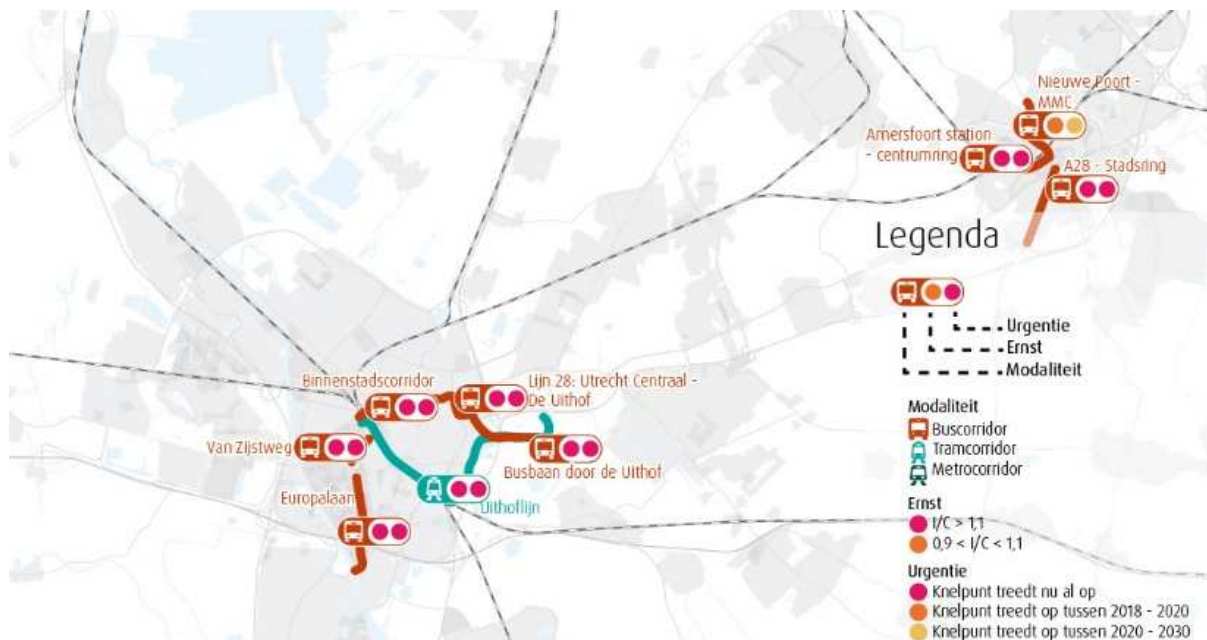 Nieuwe Poort -
MMC
Amersfoort station
- centrumring
A28 - Stadsring
Legenda
Urgentie
Ernst
Modaliteit
Binnenstadscorridor
Lijn 28: Utrecht Centraal -
De Uithof
Van Zijstweg
Busbaan door de Uithof
Europalaan
Uithoflijn
Modaliteit
Buscorridor
Tramcorridor
Metrocorridor
Ernst
I/C > 1,1
0,9 < I/C < 1,1
Urgentie
Knelpunt treedt nu al op
Knelpunt treedt op tussen 2018 - 2020
Knelpunt treedt op tussen 2020 - 2030